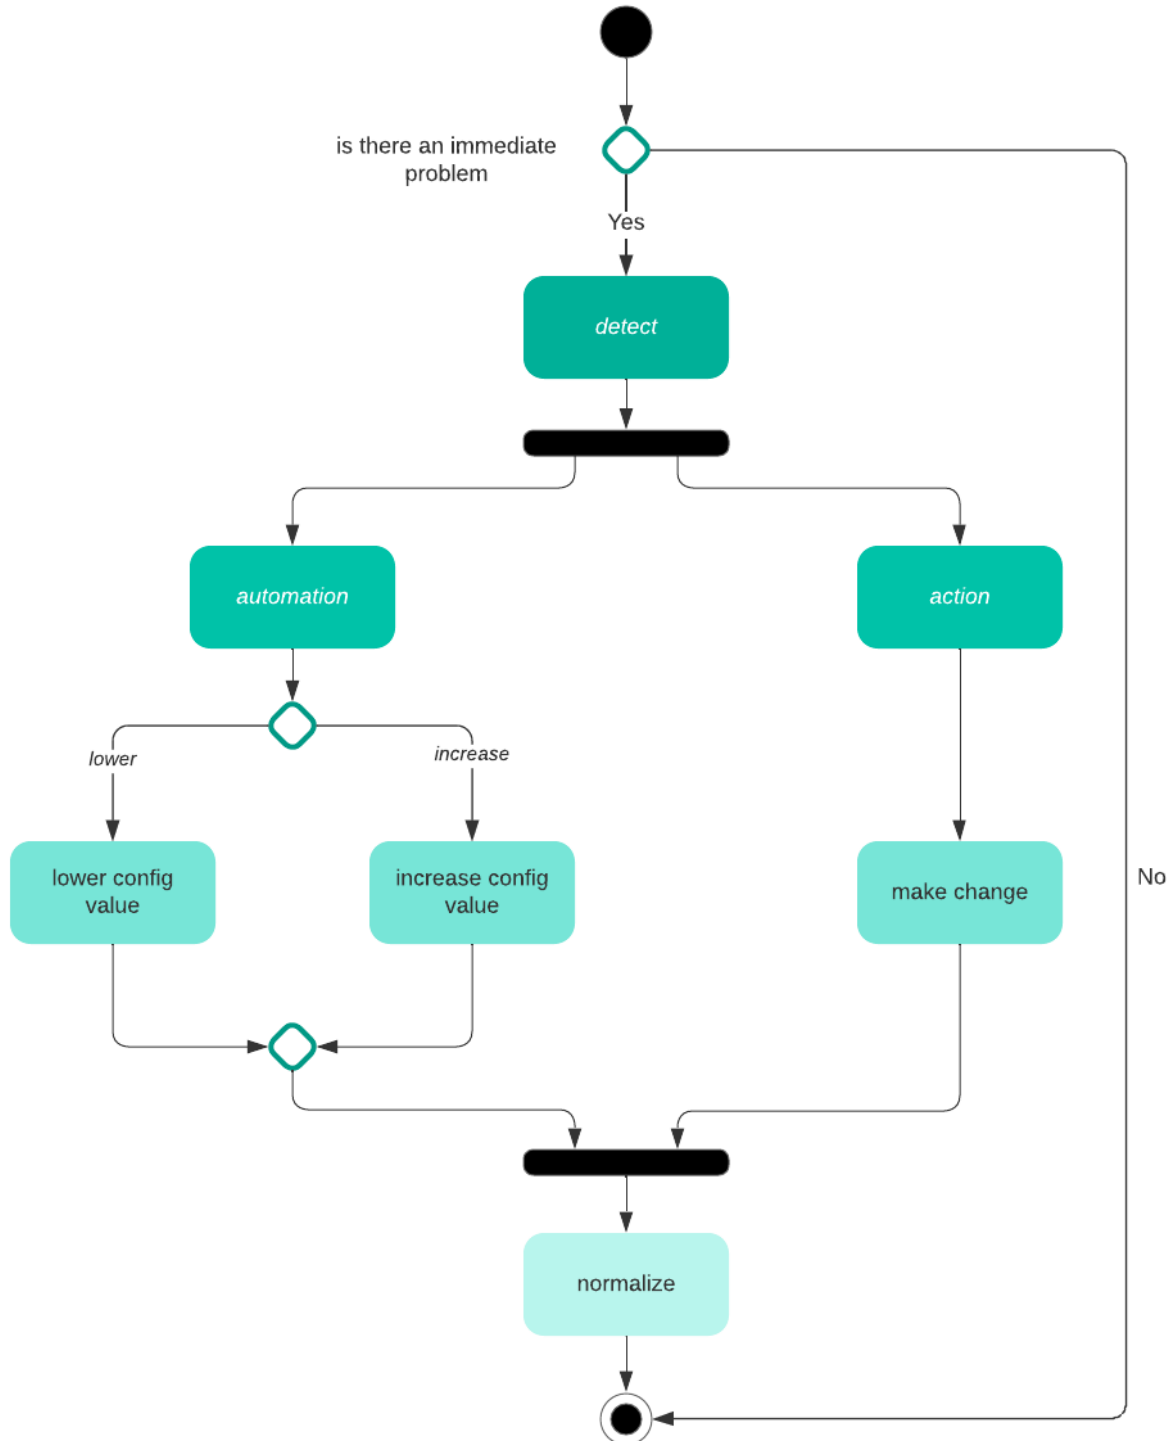 is there an immediate
problem
Yes
detect
automation
action
lower
increase
lower config
value
increase config
value
make change
No
normalize